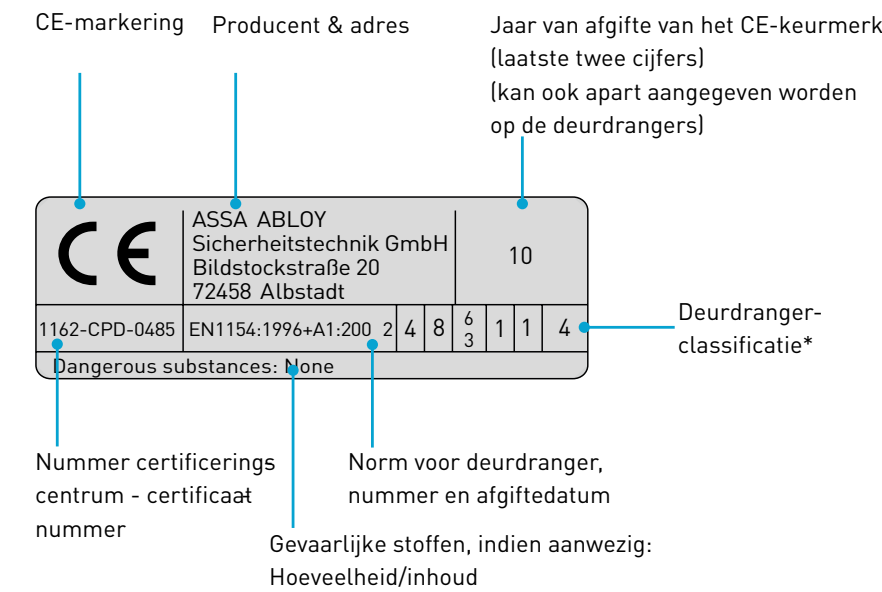 CE-markering
Producent & adres
Jaar van afgifte van het CE-keurmerk
(laatste twee cijfers)
(kan ook apart aangegeven worden
op de deurdrangers)
CE
ASSA ABLOY
Sicherheitstechnik GmbH
Bildstockstraße 20
72458 Albstadt
10
1162-CPD-0485
EN1154:1996+A1:200 2
4
8
6
3
1
1
4
Dangerous substances: None
Deurdranger-
classificatie*
Nummer certificerings
centrum - certificaat
nummer
Norm voor deurdranger,
nummer en afgiftedatum
Gevaarlijke stoffen, indien aanwezig:
Hoeveelheid/inhoud